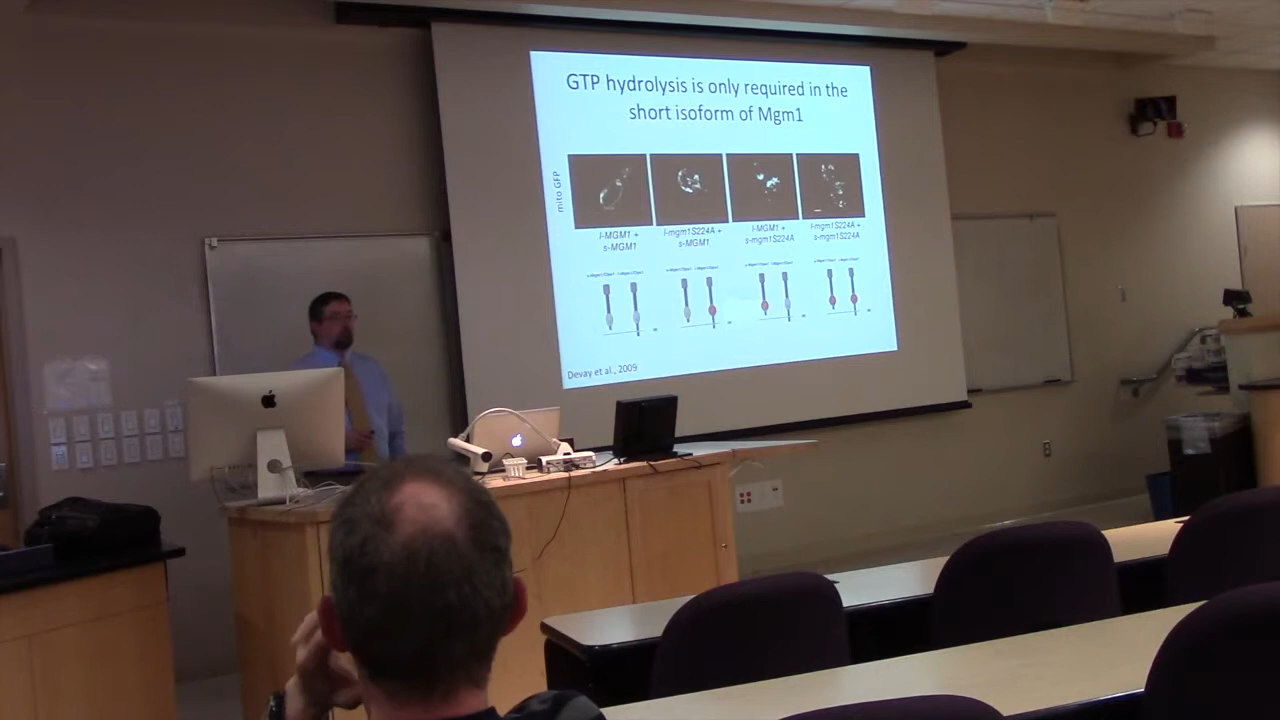 GTP hydrolysis is only required in the
short isoform of Mgm1
mito GFP
l-MGM1 +
s-MGM1
l-mgm1S224A +
s-MGM1
l-MGM1 +
s-mgm1S224A
l-mgm1S224A +
s-mgm1S224A
Devay et al., 2009